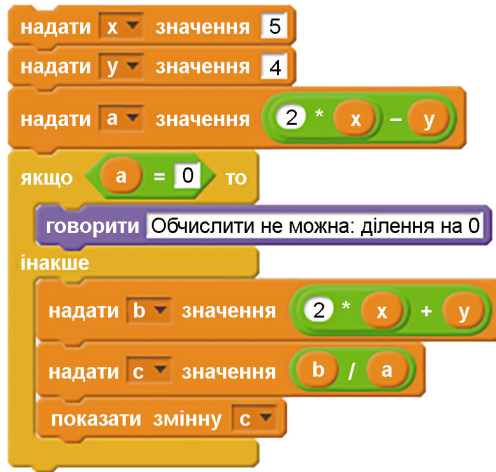 надати x значення 5
надати y значення 4
надати a значення 2 * x – y
якщо a = 0 то
говорити Обчислити не можна: ділення на 0
інакше
надати b значення 2 * x + y
надати c значення b / a
показати змінну c